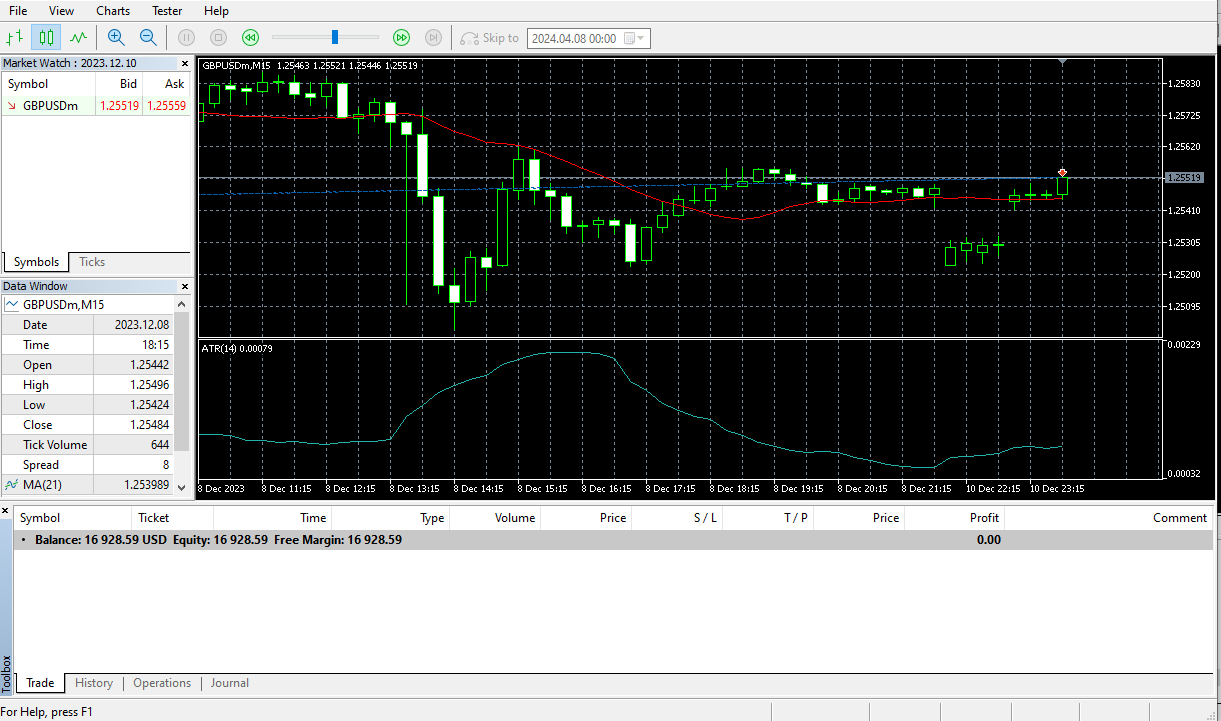 File View Charts Tester Help
Skip to 2024.04.08 00:00
Market Watch : 2023.12.10
Symbol Bid Ask
GBPUSDm 1.25519 1.25559
Symbols Ticks
Data Window
GBPUSDm,M15
Date 2023.12.08
Time 18:15
Open 1.25442
High 1.25496
Low 1.25424
Close 1.25484
Tick Volume 644
Spread 8
MA(21) 1.253989
GBPUSDm,M15 1.25463 1.25521 1.25446 1.25519
1.25830
1.25725
1.25620
1.25519
1.25410
1.25305
1.25200
1.25095
ATR(14) 0.00079
0.00229
0.00032
8 Dec 2023 8 Dec 11:15 8 Dec 12:15 8 Dec 13:15 8 Dec 14:15 8 Dec 15:15 8 Dec 16:15 8 Dec 17:15 8 Dec 18:15 8 Dec 19:15 8 Dec 20:15 8 Dec 21:15 10 Dec 22:15 10 Dec 23:15
Symbol Ticket Time Type Volume Price S / L T / P Price Profit Comment
• Balance: 16 928.59 USD Equity: 16 928.59 Free Margin: 16 928.59 0.00
Toolbox
Trade History Operations Journal
For Help, press F1